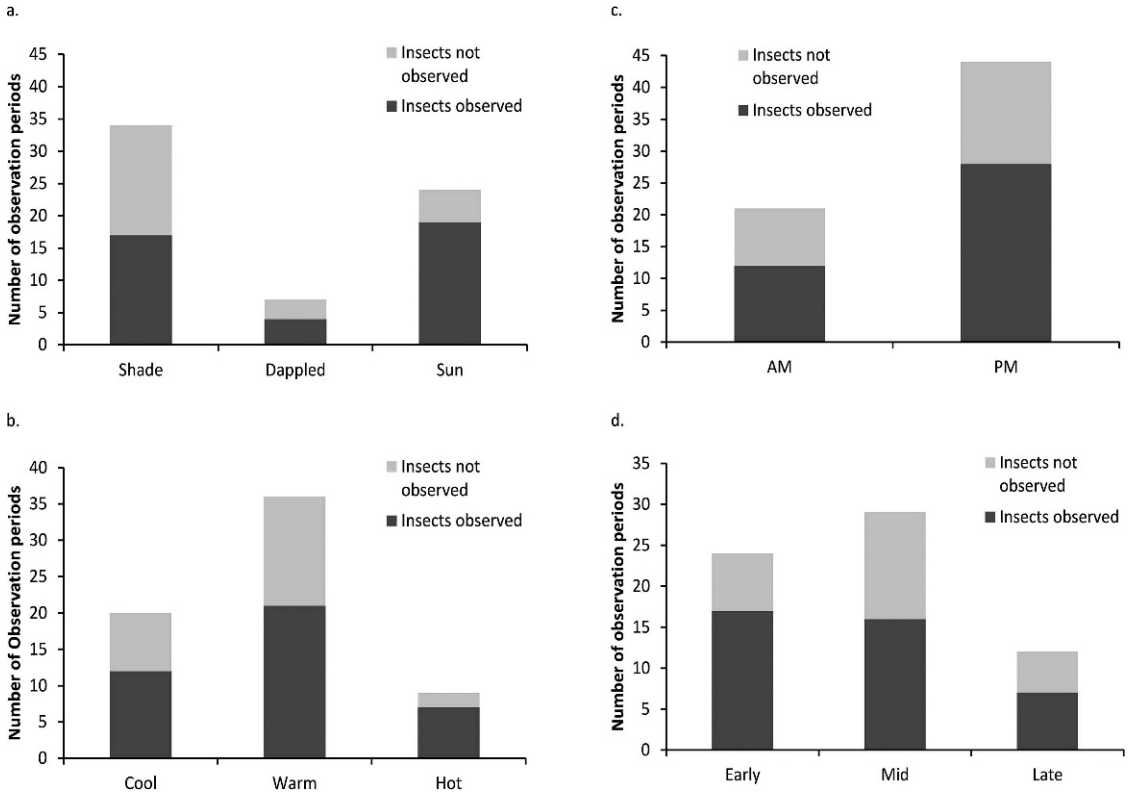 a.
Number of observation periods
45
40
35
30
25
20
15
10
5
0
Insects not
observed
Insects observed
Shade
Dappled
Sun
c.
Number of observation periods
45
40
35
30
25
20
15
10
5
0
Insects not
observed
Insects observed
AM
PM
b.
Number of Observation periods
40
35
30
25
20
15
10
5
0
Insects not
observed
Insects observed
Cool
Warm
Hot
d.
Number of observation periods
35
30
25
20
15
10
5
0
Insects not
observed
Insects observed
Early
Mid
Late